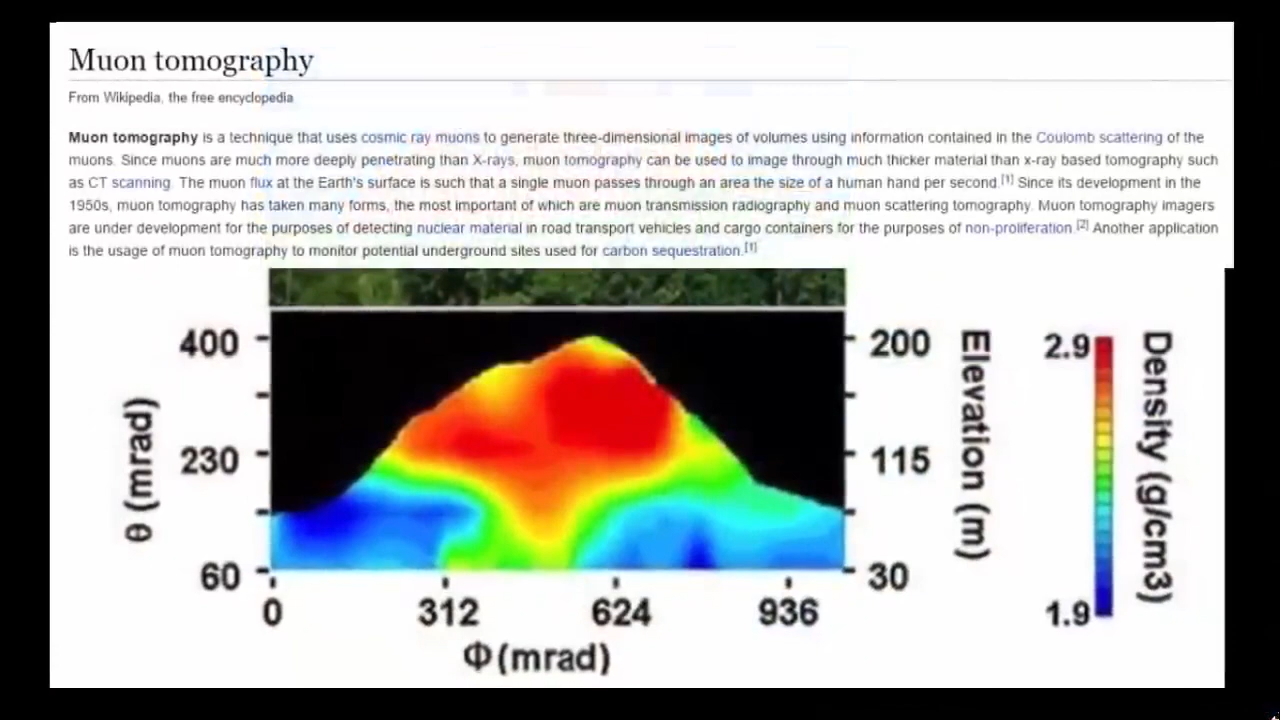 Muon tomography
From Wikipedia, the free encyclopedia
Muon tomography is a technique that uses cosmic ray muons to generate three-dimensional images of volumes using information contained in the Coulomb scattering of the
muons. Since muons are much more deeply penetrating than X-rays, muon tomography can be used to image through much thicker material than x-ray based tomography such
as CT scanning. The muon flux at the Earth's surface is such that a single muon passes through an area the size of a human hand per second.[1] Since its development in the
1950s, muon tomography has taken many forms, the most important of which are muon transmission radiography and muon scattering tomography. Muon tomography imagers
are under development for the purposes of detecting nuclear material in road transport vehicles and cargo containers for the purposes of non-proliferation.[2] Another application
is the usage of muon tomography to monitor potential underground sites used for carbon sequestration.[1]
400
230
60
θ (mrad)
0 312 624 936
Φ (mrad)
200
115
30
Elevation (m)
2.9
1.9
Density (g/cm3)